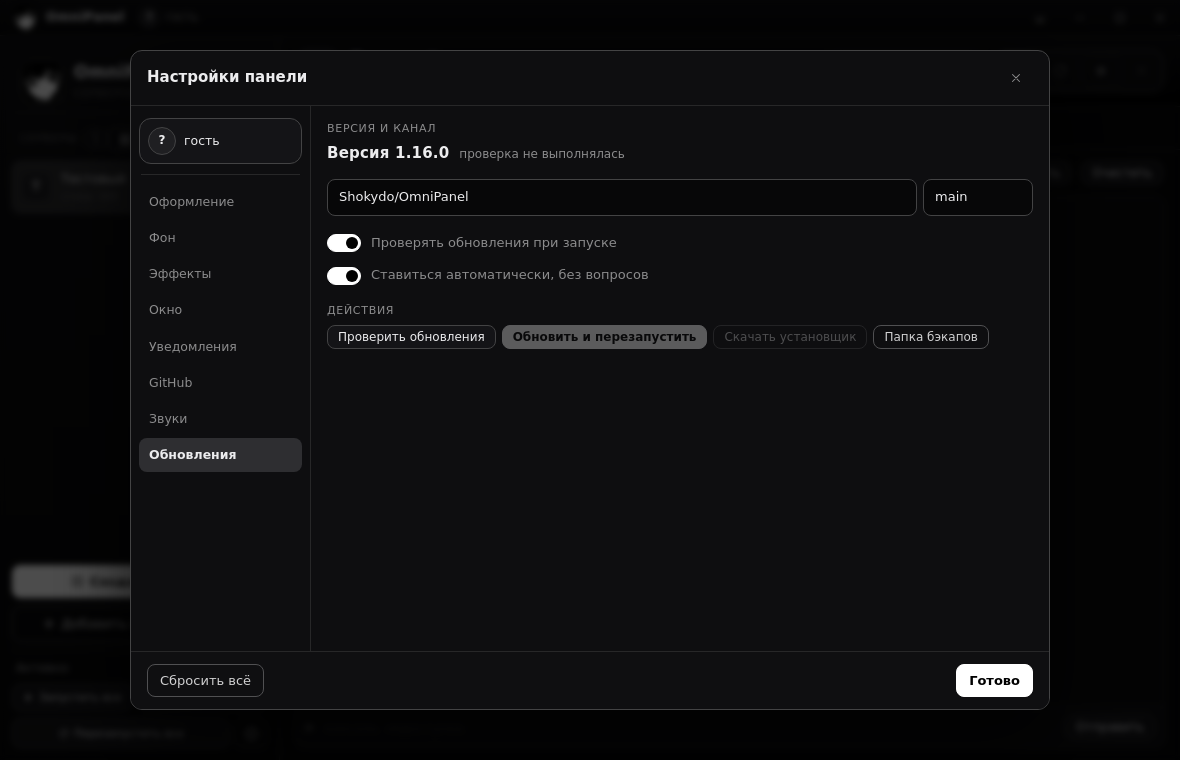 OmniPanel
Настройки панели
?
гость
Оформление
Фон
Эффекты
Окно
Уведомления
GitHub
Звуки
Обновления
ВЕРСИЯ И КАНАЛ
Версия 1.16.0 проверка не выполнялась
Shokydo/OmniPanel main
Проверять обновления при запуске
Ставиться автоматически, без вопросов
ДЕЙСТВИЯ
Проверить обновления Обновить и перезапустить Скачать установщик Папка бэкапов
Сбросить всё Готово